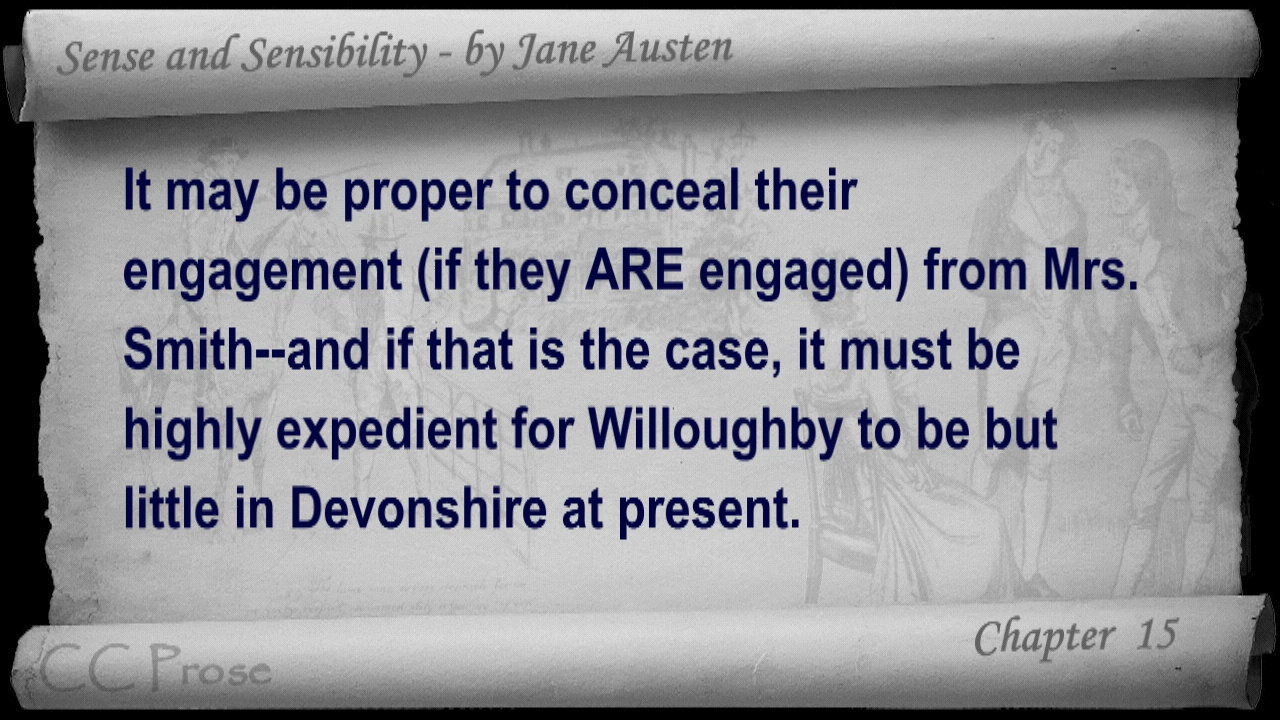 Sense and Sensibility - by Jane Austen
It may be proper to conceal their
engagement (if they ARE engaged) from Mrs.
Smith--and if that is the case, it must be
highly expedient for Willoughby to be but
little in Devonshire at present.
Chapter 15
CC Prose